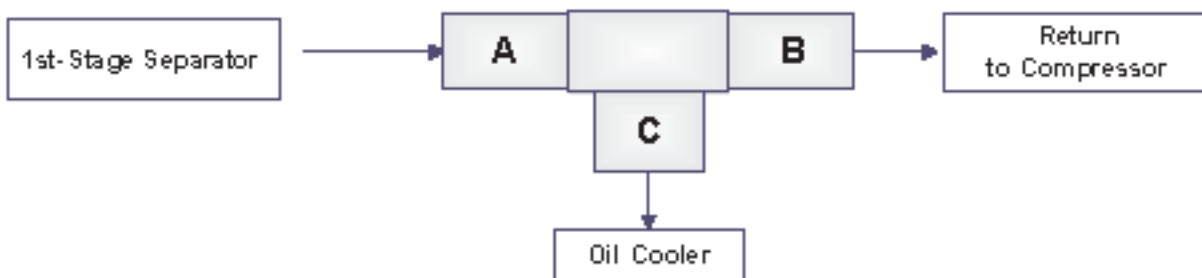 1st-Stage Separator
A
B
Return
to Compressor
C
Oil Cooler